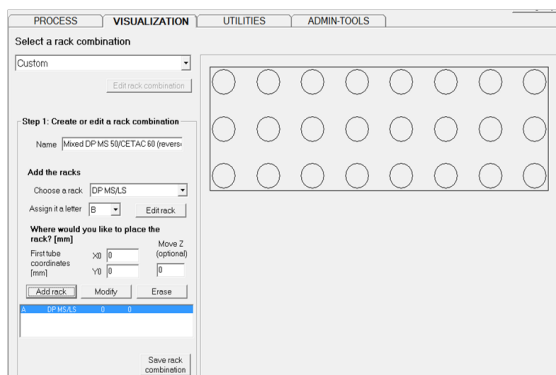 PROCESS VISUALIZATION UTILITIES ADMIN-TOOLS
Select a rack combination
Custom
Edit rack combination
Step 1: Create or edit a rack combination
Name Mixed DP MS 50/CETAC 60 (revers
Add the racks
Choose a rack DP MS/LS
Assign it a letter B Edit rack
Where would you like to place the
rack? [mm]
Move Z
First tube X0 0 (optional)
coordinates
[mm] Y0 0 0
Add rack Modify Erase
A DP MS/LS 0 0
Save rack
combination